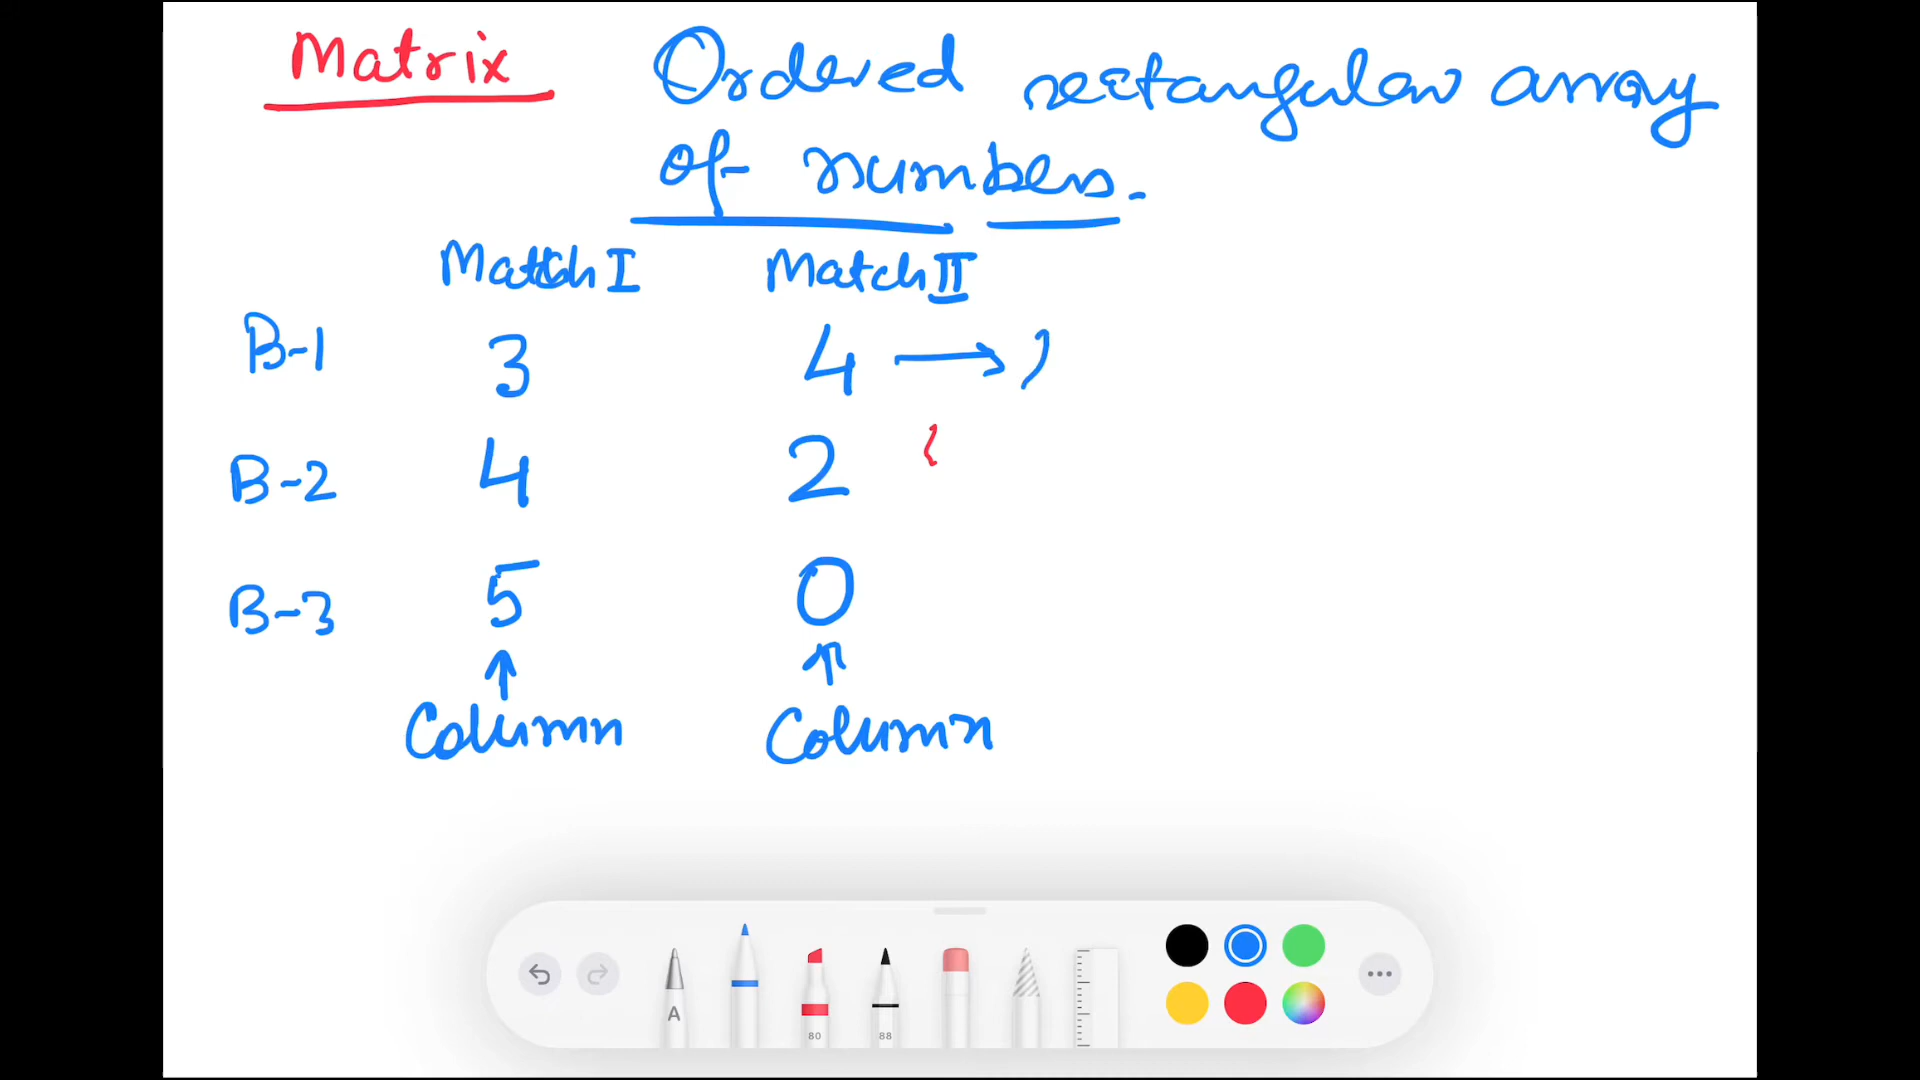 Matrix Ordered rectangular array
of numbers.
Match I Match II
B-1 3 4 →
B-2 4 2
B-3 5 0
↑ ↑
Column Column
A 80 88